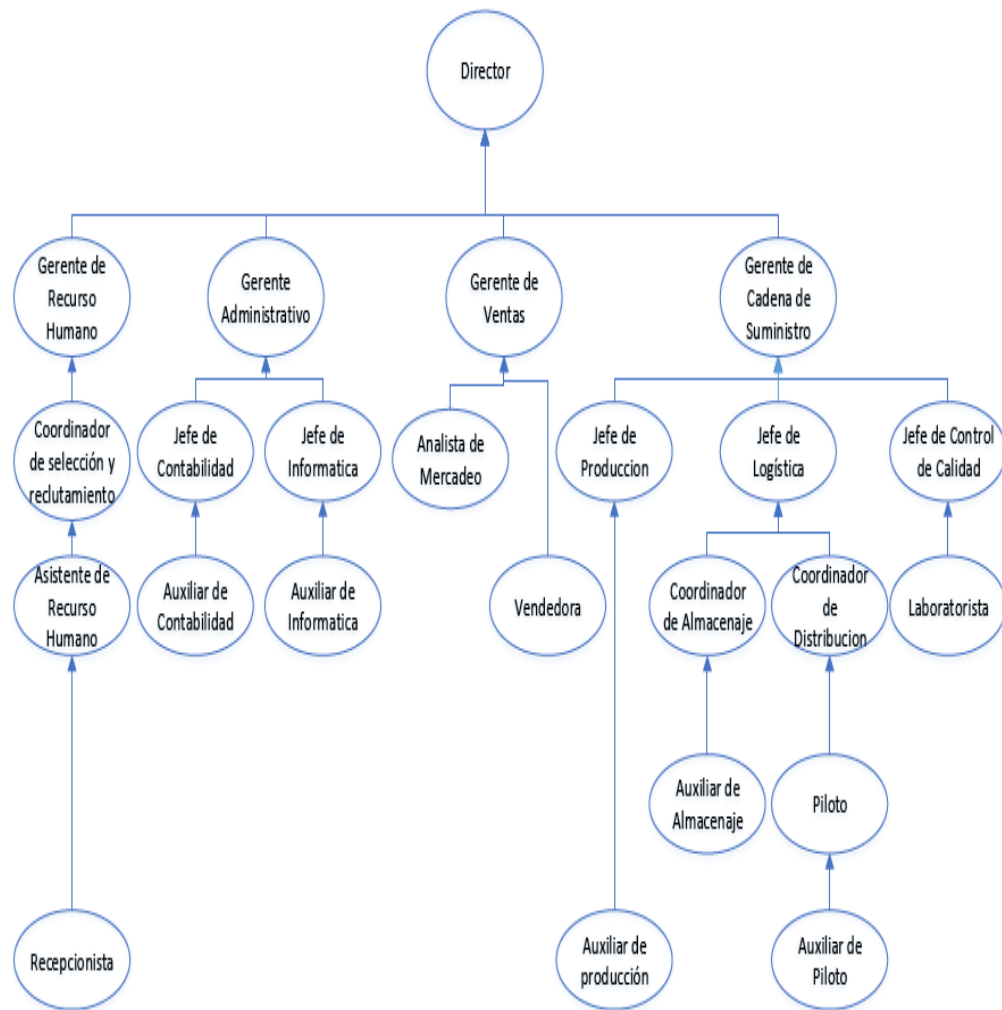 Director
Gerente de
Recurso
Humano
Gerente
Administrativo
Gerente de
Ventas
Gerente de
Cadena de
Suministro
Coordinador
de selección y
reclutamiento
Jefe de
Contabilidad
Jefe de
Informatica
Analista de
Mercadeo
Jefe de
Produccion
Jefe de
Logística
Jefe de Control
de Calidad
Asistente de
Recurso
Humano
Auxiliar de
Contabilidad
Auxiliar de
Informatica
Vendedora
Coordinador
de Almacenaje
Coordinador
de
Distribucion
Laboratorista
Auxiliar de
Almacenaje
Piloto
Recepcionista
Auxiliar de
producción
Auxiliar de
Piloto